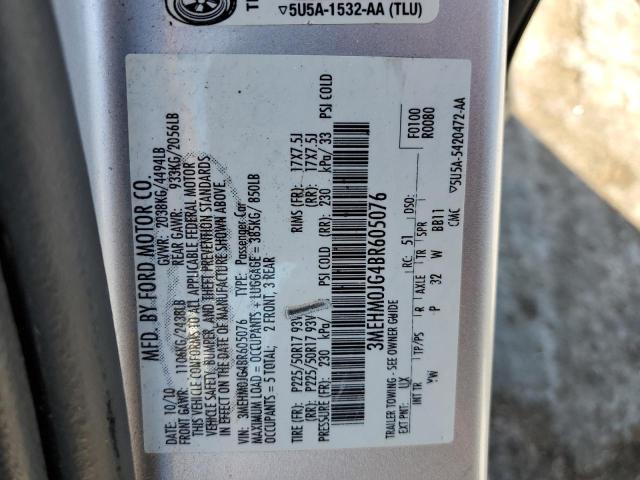 ▽5U5A-1532-AA (TLU)
MFD. BY FORD MOTOR CO.
DATE: 10/10 GVWR: 2038KG/4494LB
FRONT GAWR: 1106KG/2438LB REAR GAWR: 933KG/2056LB
VEHICLE CONFORMS TO ALL APPLICABLE FEDERAL MOTOR
VEHICLE SAFETY, BUMPER, AND THEFT PREVENTION STANDARDS
IN EFFECT ON THE DATE OF MANUFACTURE SHOWN ABOVE.
VIN: 3MEHM0JG4BR605076 TYPE: Passenger Car
MAXIMUM LOAD = OCCUPANTS + LUGGAGE = 385KG/ 850LB
OCCUPANTS = 5 TOTAL; 2 FRONT, 3 REAR
TIRE (FR): P225/50R17 93V RIMS (FR): 17X7.5J
(RR): P225/50R17 93V (RR): 17X7.5J
PRESSURE (FR): 230 kPa/ PSI COLD (RR): 230 kPa/ 33 PSI COLD
3MEHM0JG4BR605076
TRAILER TOWING - SEE OWNER GUIDE
EXT PNT: UX RC: 51 DSO: F0100
R0080
INT TR TP/PS R AXLE TR SPR
YW P 32 W BB11
CMC ▽5U5A-5420472-AA